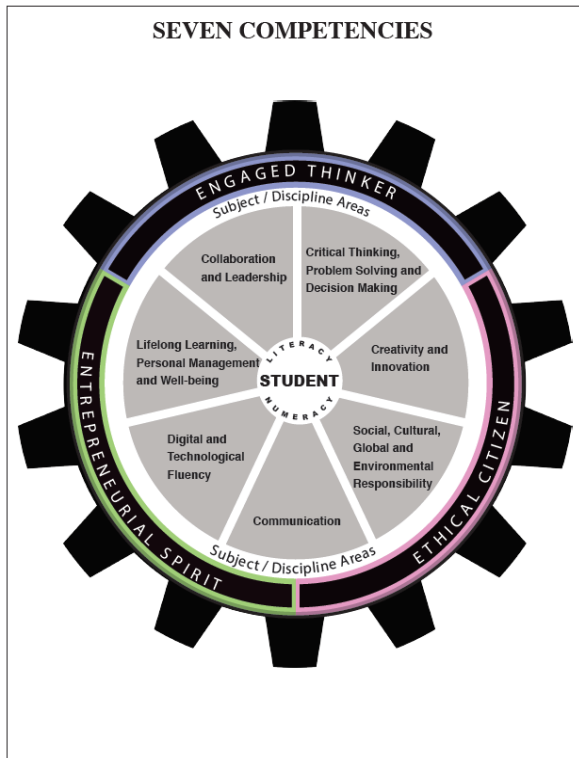 SEVEN COMPETENCIES
ENGAGED THINKER
Subject / Discipline Areas
Collaboration
and Leadership
Critical Thinking,
Problem Solving and
Decision Making
Lifelong Learning,
Personal Management
and Well-being
Creativity and
Innovation
LITERACY
STUDENT
NUMERACY
Digital and
Technological
Fluency
Social, Cultural,
Global and
Environmental
Responsibility
Communication
Subject / Discipline Areas
ENTREPRENEURIAL SPIRIT
ETHICAL CITIZEN